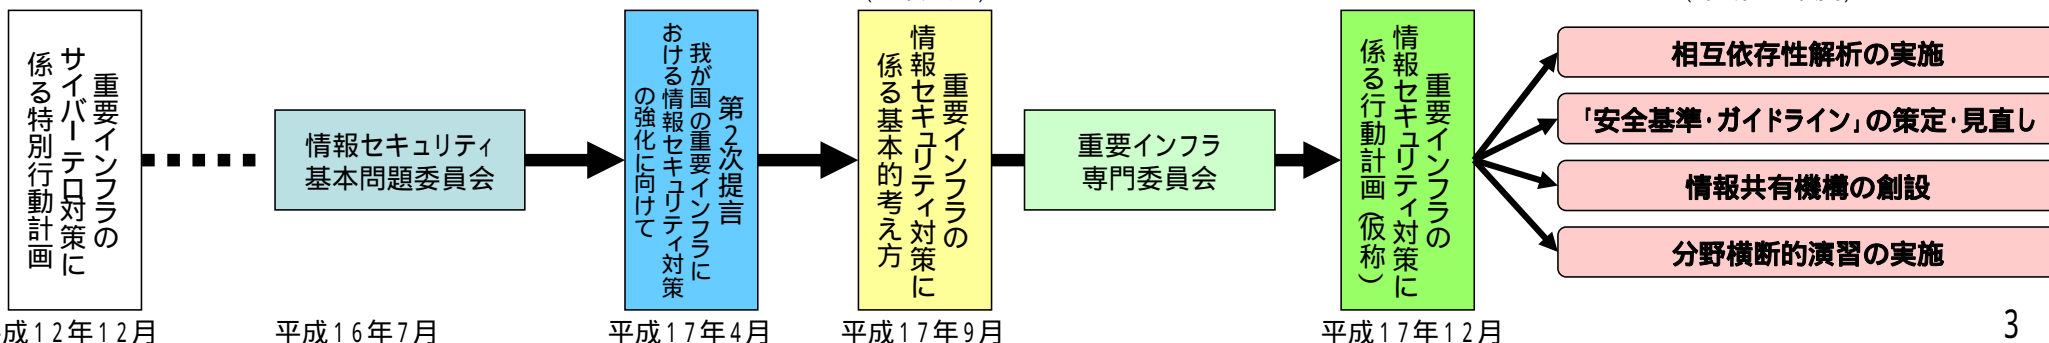 重要インフラの
サイバーテロ対策に
係る特別行動計画
情報セキュリティ
基本問題委員会
第2次提言
我が国の重要インフラに
おける情報セキュリティ対策
の強化に向けて
重要インフラの
情報セキュリティ対策に
係る基本的考え方
重要インフラ
専門委員会
重要インフラの
情報セキュリティ対策に
係る行動計画(仮称)
相互依存性解析の実施
「安全基準・ガイドライン」の策定・見直し
情報共有機構の創設
分野横断的演習の実施
成12年12月
平成16年7月
平成17年4月
平成17年9月
平成17年12月
3